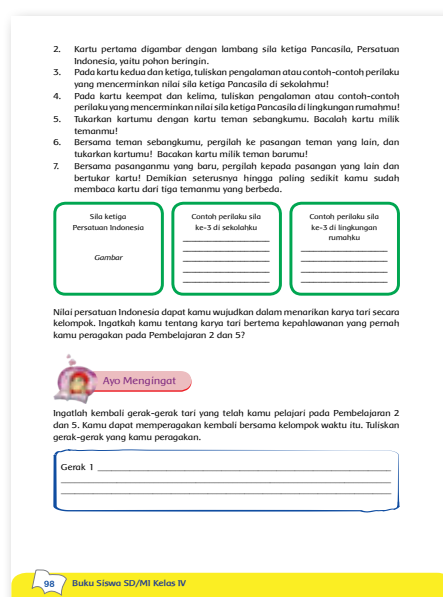 2. Kartu pertama digambar dengan lambang sila ketiga Pancasila, Persatuan
Indonesia, yaitu pohon beringin.
3. Pada kartu kedua dan ketiga, tuliskan pengalaman atau contoh-contoh perilaku
yang mencerminkan nilai sila ketiga Pancasila di sekolahmu!
4. Pada kartu keempat dan kelima, tuliskan pengalaman atau contoh-contoh
perilaku yang mencerminkan nilai sila ketiga Pancasila di lingkungan rumahmu!
5. Tukarkan kartumu dengan kartu teman sebangkumu. Bacalah kartu milik
temanmu!
6. Bersama teman sebangkumu, pergilah ke pasangan teman yang lain, dan
tukarkan kartumu! Bacakan kartu milik teman barumu!
7. Bersama pasanganmu yang baru, pergilah kepada pasangan yang lain dan
bertukar kartu! Demikian seterusnya hingga paling sedikit kamu sudah
membaca kartu dari tiga temanmu yang berbeda.
Sila ketiga
Persatuan Indonesia
Gambar
Contoh perilaku sila
ke-3 di sekolahku
Contoh perilaku sila
ke-3 di lingkungan
rumahku
Nilai persatuan Indonesia dapat kamu wujudkan dalam menarikan karya tari secara
kelompok. Ingatkah kamu tentang karya tari bertema kepahlawanan yang pernah
kamu peragakan pada Pembelajaran 2 dan 5?
Ayo Mengingat
Ingatlah kembali gerak-gerak tari yang telah kamu pelajari pada Pembelajaran 2
dan 5. Kamu dapat memperagakan kembali bersama kelompok waktu itu. Tuliskan
gerak-gerak yang kamu peragakan.
Gerak 1
98 Buku Siswa SD/MI Kelas IV